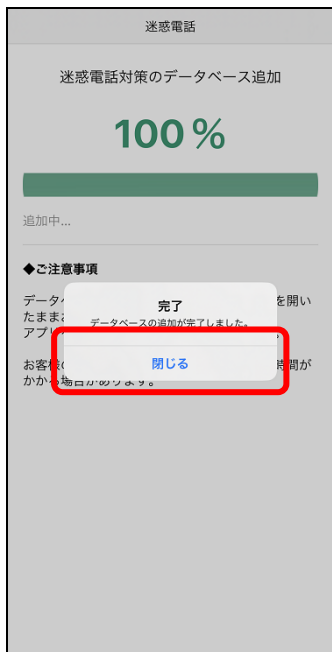 迷惑電話
迷惑電話対策のデータベース追加
100 %
追加中...
◆ご注意事項
データ
を開い
たまま
アプリ
完了
データベースの追加が完了しました。
閉じる
お客様
時間が
かかる場合があります。